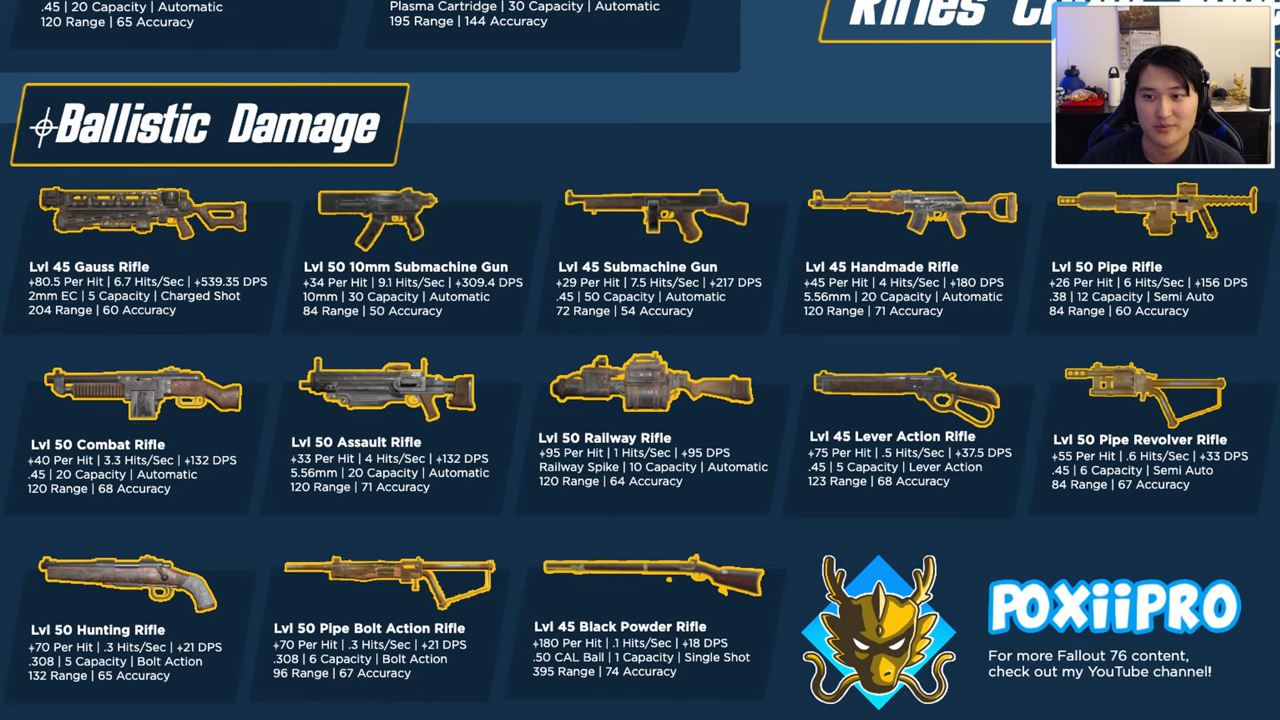 .45 | 20 Capacity | Automatic
120 Range | 65 Accuracy
Plasma Cartridge | 30 Capacity | Automatic
195 Range | 144 Accuracy
Rifles
Ballistic Damage
Lvl 45 Gauss Rifle
+80.5 Per Hit | 6.7 Hits/Sec | +539.35 DPS
2mm EC | 5 Capacity | Charged Shot
204 Range | 60 Accuracy
Lvl 50 10mm Submachine Gun
+34 Per Hit | 9.1 Hits/Sec | +309.4 DPS
10mm | 30 Capacity | Automatic
84 Range | 50 Accuracy
Lvl 45 Submachine Gun
+29 Per Hit | 7.5 Hits/Sec | +217 DPS
.45 | 50 Capacity | Automatic
72 Range | 54 Accuracy
Lvl 45 Handmade Rifle
+45 Per Hit | 4 Hits/Sec | +180 DPS
5.56mm | 20 Capacity | Automatic
120 Range | 71 Accuracy
Lvl 50 Pipe Rifle
+26 Per Hit | 6 Hits/Sec | +156 DPS
.38 | 12 Capacity | Semi Auto
84 Range | 60 Accuracy
Lvl 50 Combat Rifle
+40 Per Hit | 3.3 Hits/Sec | +132 DPS
.45 | 20 Capacity | Automatic
120 Range | 68 Accuracy
Lvl 50 Assault Rifle
+33 Per Hit | 4 Hits/Sec | +132 DPS
5.56mm | 20 Capacity | Automatic
120 Range | 71 Accuracy
Lvl 50 Railway Rifle
+95 Per Hit | 1 Hits/Sec | +95 DPS
Railway Spike | 10 Capacity | Automatic
120 Range | 64 Accuracy
Lvl 45 Lever Action Rifle
+75 Per Hit | .5 Hits/Sec | +37.5 DPS
.45 | 5 Capacity | Lever Action
123 Range | 68 Accuracy
Lvl 50 Pipe Revolver Rifle
+55 Per Hit | .6 Hits/Sec | +33 DPS
.45 | 6 Capacity | Semi Auto
84 Range | 67 Accuracy
Lvl 50 Hunting Rifle
+70 Per Hit | .3 Hits/Sec | +21 DPS
.308 | 5 Capacity | Bolt Action
132 Range | 65 Accuracy
Lvl 50 Pipe Bolt Action Rifle
+70 Per Hit | .3 Hits/Sec | +21 DPS
.308 | 6 Capacity | Bolt Action
96 Range | 67 Accuracy
Lvl 45 Black Powder Rifle
+180 Per Hit | .1 Hits/Sec | +18 DPS
.50 CAL Ball | 1 Capacity | Single Shot
395 Range | 74 Accuracy
POXiiPRO
For more Fallout 76 content,
check out my YouTube channel!